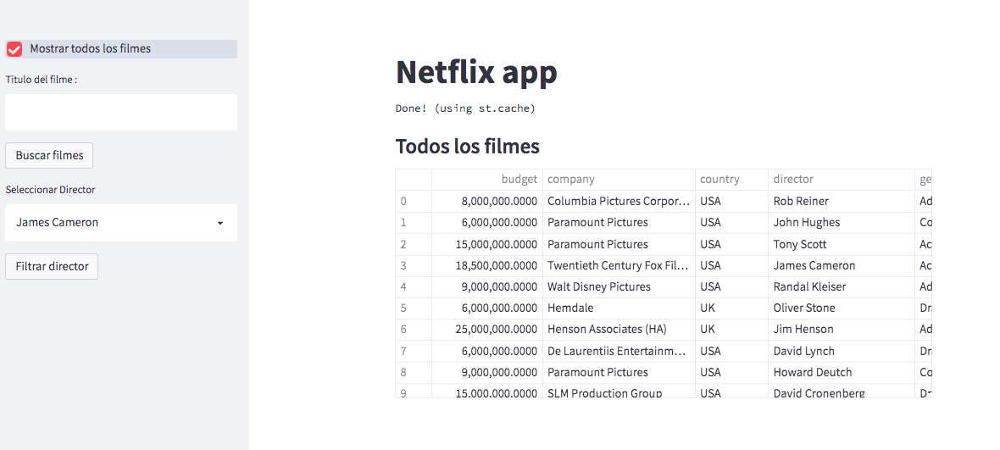 Mostrar todos los filmes
Titulo del filme :
Buscar filmes
Seleccionar Director
James Cameron
Filtrar director
Netflix app
Done! (using st.cache)
Todos los filmes
budget company country director ge
0 8,000,000.0000 Columbia Pictures Corpor... USA Rob Reiner Ad
1 6,000,000.0000 Paramount Pictures USA John Hughes Co
2 15,000,000.0000 Paramount Pictures USA Tony Scott Ac
3 18,500,000.0000 Twentieth Century Fox Fil... USA James Cameron Ac
4 9,000,000.0000 Walt Disney Pictures USA Randal Kleiser Ad
5 6,000,000.0000 Hemdale UK Oliver Stone Dr
6 25,000,000.0000 Henson Associates (HA) UK Jim Henson Ad
7 6,000,000.0000 De Laurentiis Entertainm... USA David Lynch Dr
8 9,000,000.0000 Paramount Pictures USA Howard Deutch Co
9 15,000,000.0000 SLM Production Group USA David Cronenberg Dr